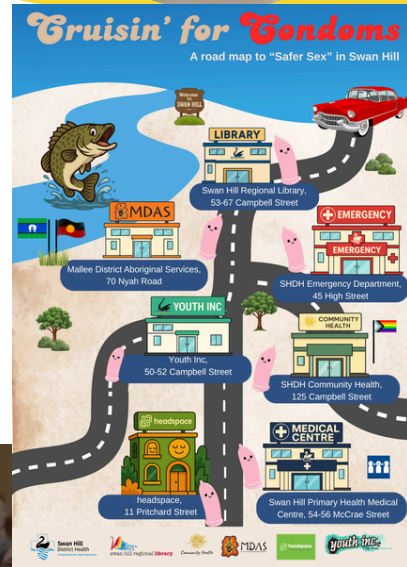 Cruisin' for Condoms
A road map to “Safer Sex” in Swan Hill
Welcome
to
SWAN HILL
LIBRARY
Swan Hill Regional Library,
53-67 Campbell Street
MDAS
Mallee District Aboriginal Services,
70 Nyah Road
EMERGENCY
EMERGENCY
SHDH Emergency Department,
45 High Street
YOUTH INC
Youth Inc,
50-52 Campbell Street
COMMUNITY
HEALTH
SHDH Community Health,
125 Campbell Street
headspace
headspace,
11 Pritchard Street
MEDICAL
CENTRE
Swan Hill Primary Health Medical
Centre, 54-56 McCrae Street
Swan Hill
District Health
swan hill regional library
Community Health
MDAS
headspace
youth inc.